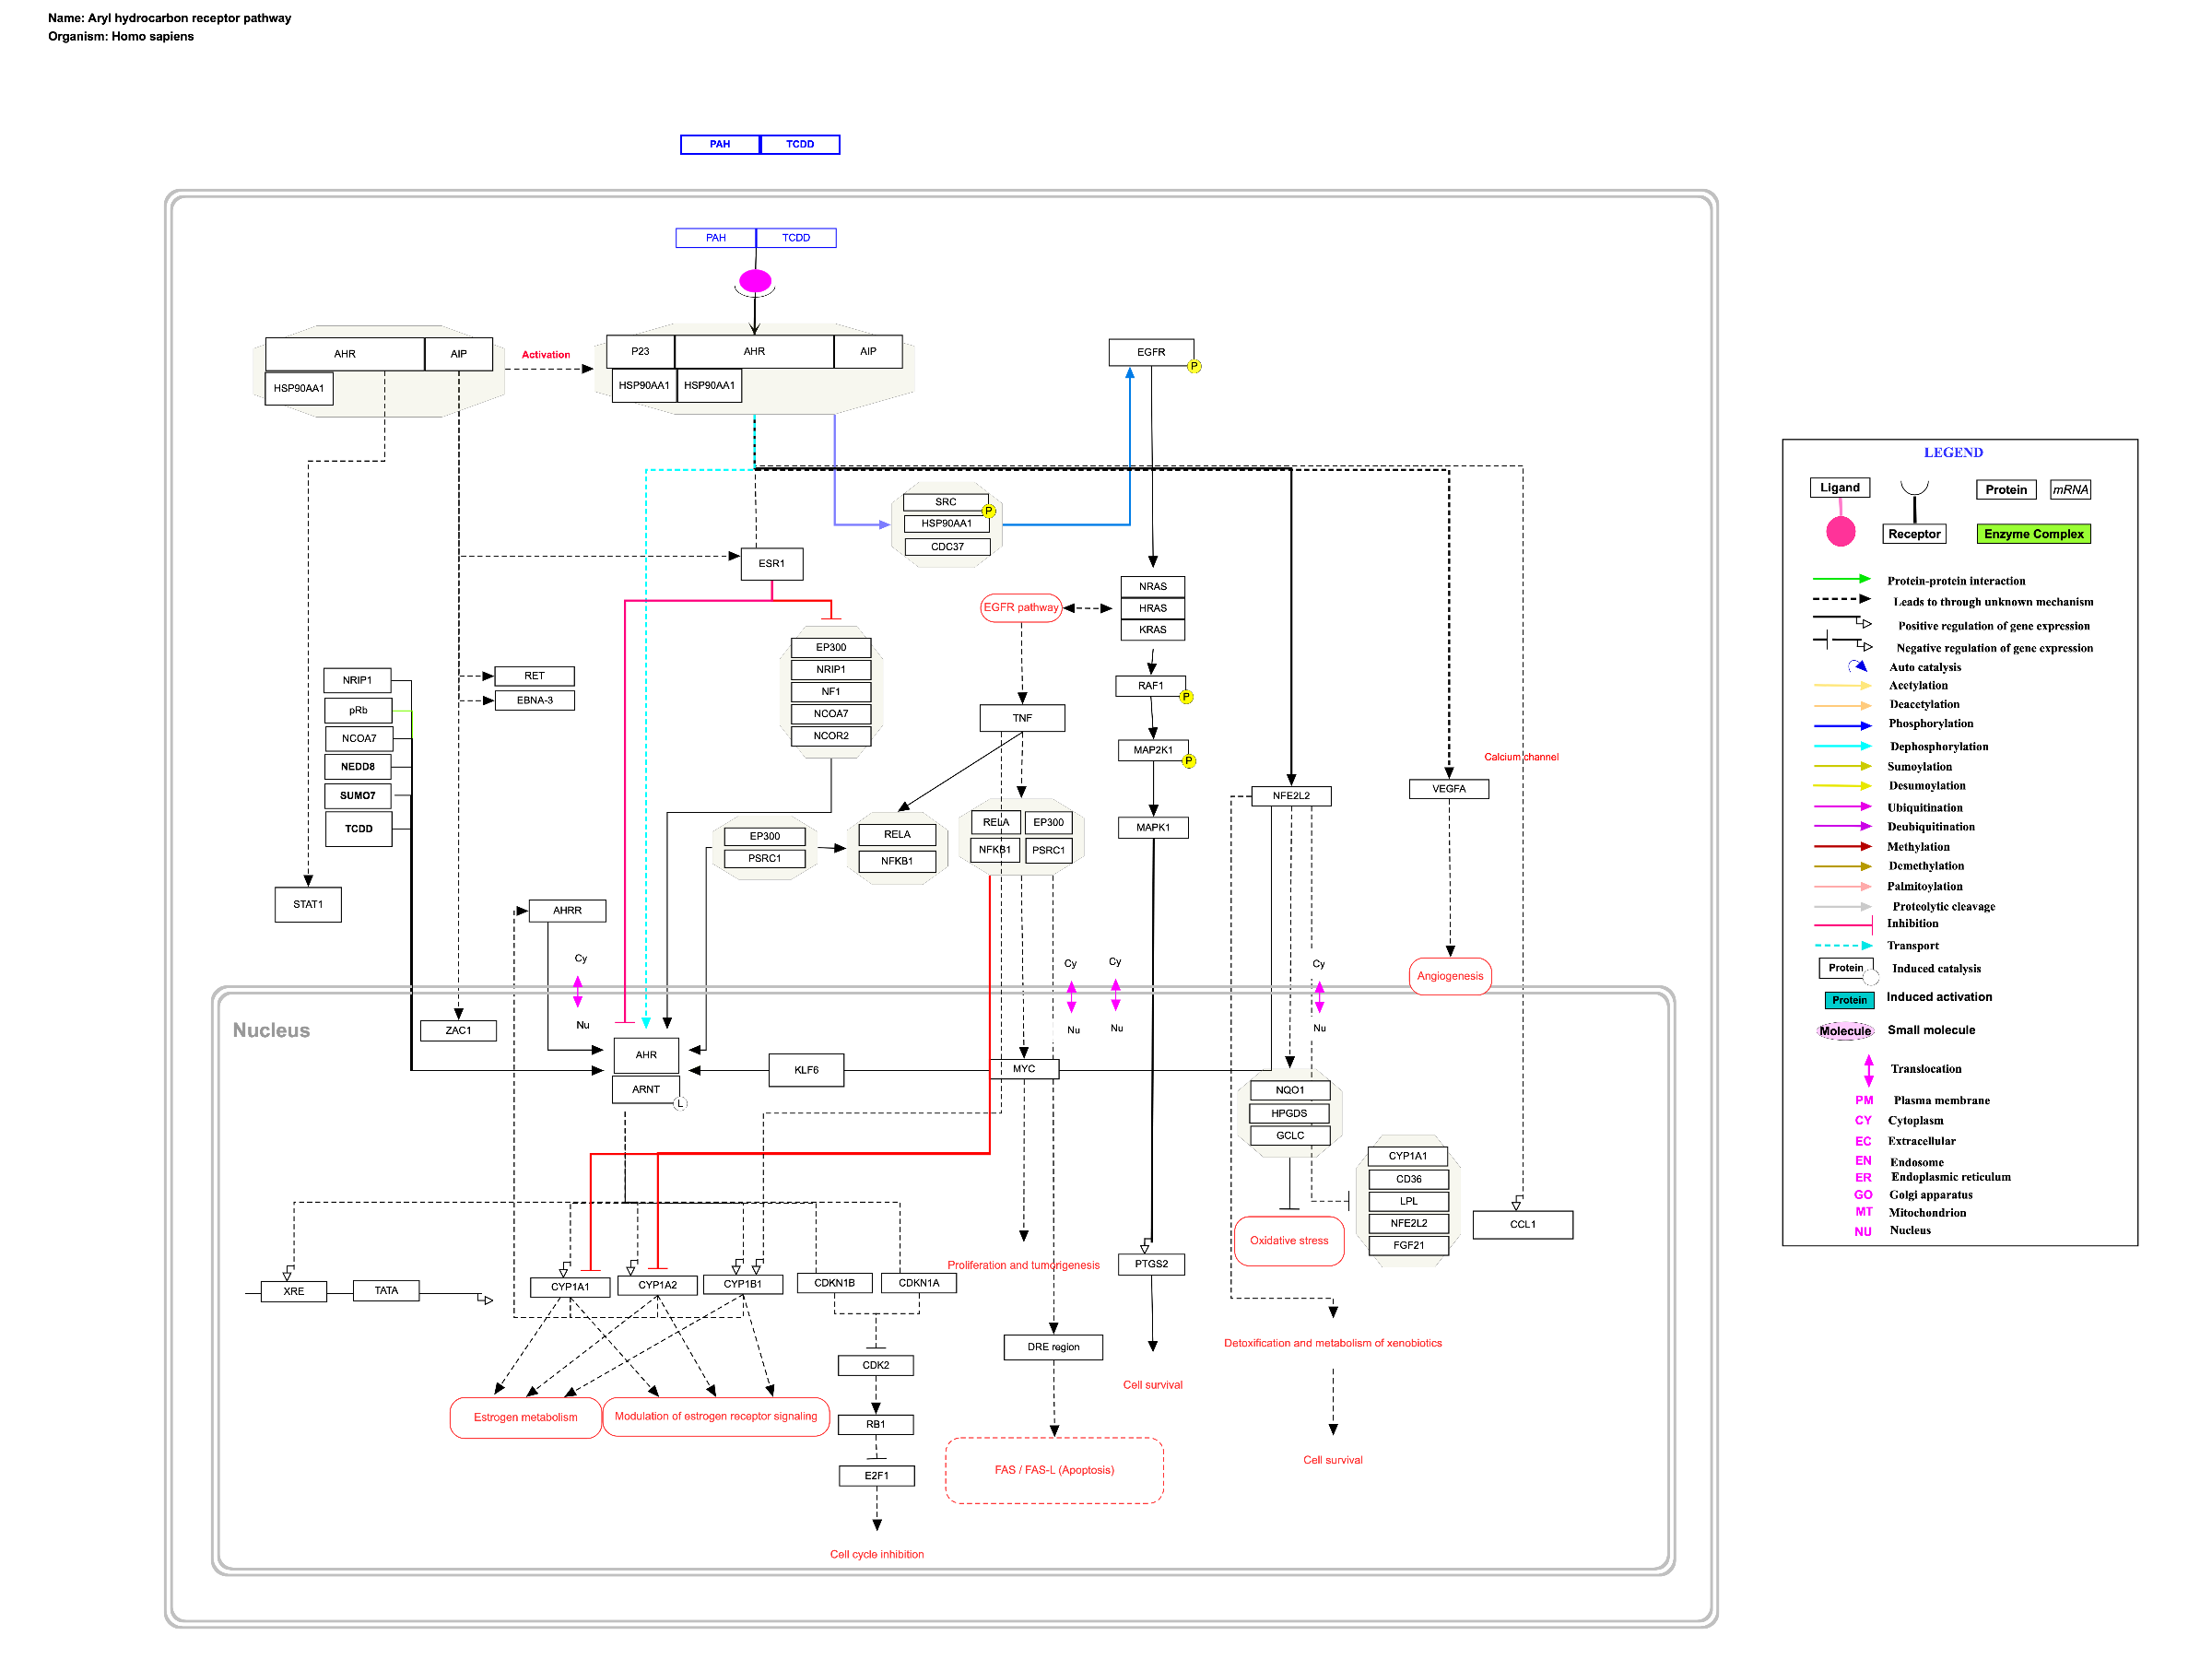 Name: Aryl hydrocarbon receptor pathway
Organism: Homo sapiens
PAH TCDD
PAH TCDD
AHR AIP
HSP90AA1
Activation
P23 AHR AIP
HSP90AA1 HSP90AA1
EGFR
P
SRC
P
HSP90AA1
CDC37
ESR1
NRAS
HRAS
KRAS
EGFR pathway
EP300
NRIP1
NF1
NCOA7
NCOR2
NRIP1
pRb
NCOA7
NEDD8
SUMO7
TCDD
RET
EBNA-3
RAF1
P
TNF
MAP2K1
P
Calcium channel
NFE2L2
VEGFA
MAPK1
EP300
PSRC1
RELA
NFKB1
RELA EP300
NFKB1 PSRC1
STAT1
AHRR
Cy
Cy
Cy
Cy
Angiogenesis
Nu
Nu
Nu
Nu
Nucleus
ZAC1
AHR
ARNT
L
KLF6
MYC
NQO1
HPGDS
GCLC
CYP1A1
CD36
LPL
NFE2L2
FGF21
CCL1
Oxidative stress
Proliferation and tumorigenesis
PTGS2
XRE
TATA
CYP1A1
CYP1A2
CYP1B1
CDKN1B
CDKN1A
DRE region
Detoxification and metabolism of xenobiotics
CDK2
Cell survival
Estrogen metabolism
Modulation of estrogen receptor signaling
RB1
Cell survival
FAS / FAS-L (Apoptosis)
E2F1
Cell cycle inhibition
LEGEND
Ligand
Protein
mRNA
Receptor
Enzyme Complex
Protein-protein interaction
Leads to through unknown mechanism
Positive regulation of gene expression
Negative regulation of gene expression
Auto catalysis
Acetylation
Deacetylation
Phosphorylation
Dephosphorylation
Sumoylation
Desumoylation
Ubiquitination
Deubiquitination
Methylation
Demethylation
Palmitoylation
Proteolytic cleavage
Inhibition
Transport
Protein Induced catalysis
Protein Induced activation
Molecule Small molecule
Translocation
PM Plasma membrane
CY Cytoplasm
EC Extracellular
EN Endosome
ER Endoplasmic reticulum
GO Golgi apparatus
MT Mitochondrion
NU Nucleus